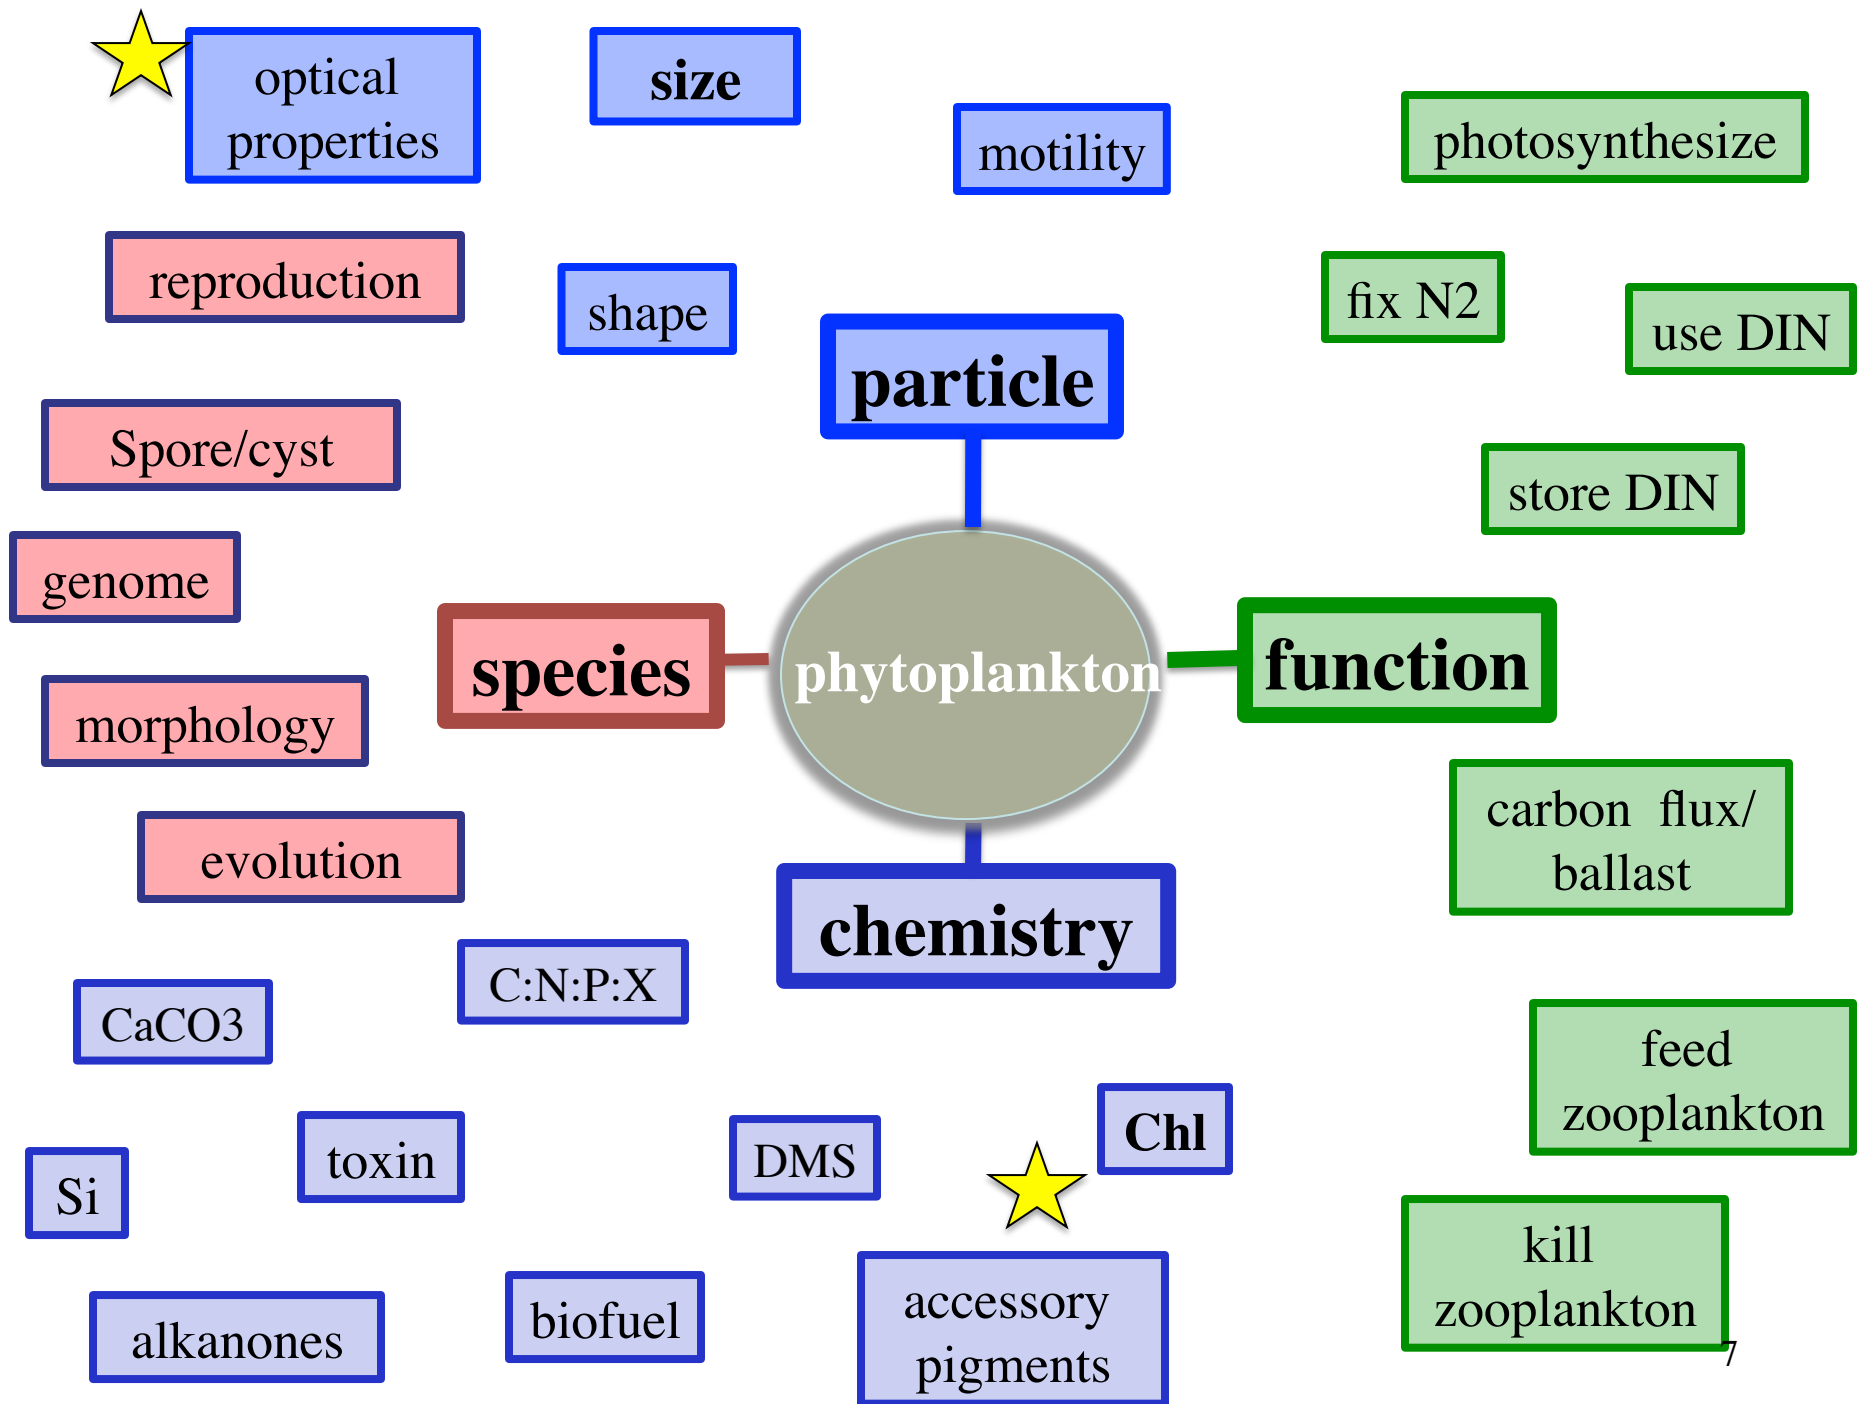 optical
properties
size
motility
photosynthesize
reproduction
shape
fix N2
use DIN
particle
Spore/cyst
store DIN
genome
species
phytoplankton
function
morphology
carbon  flux/
ballast
evolution
chemistry
C:N:P:X
CaCO3
feed
zooplankton
Chl
toxin
DMS
Si
kill
zooplankton
accessory
pigments
biofuel
alkanones
7